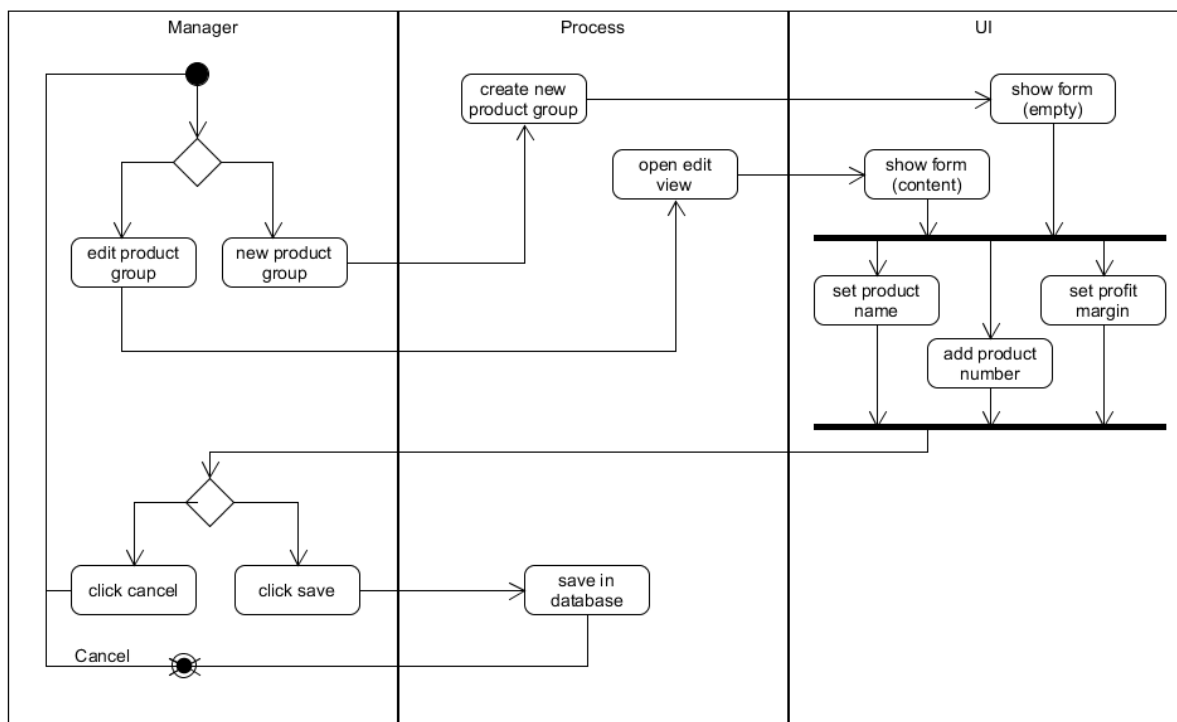 Manager
Process
UI
create new
product group
show form
(empty)
open edit
view
show form
(content)
edit product
group
new product
group
set product
name
set profit
margin
add product
number
click cancel
click save
save in
database
Cancel